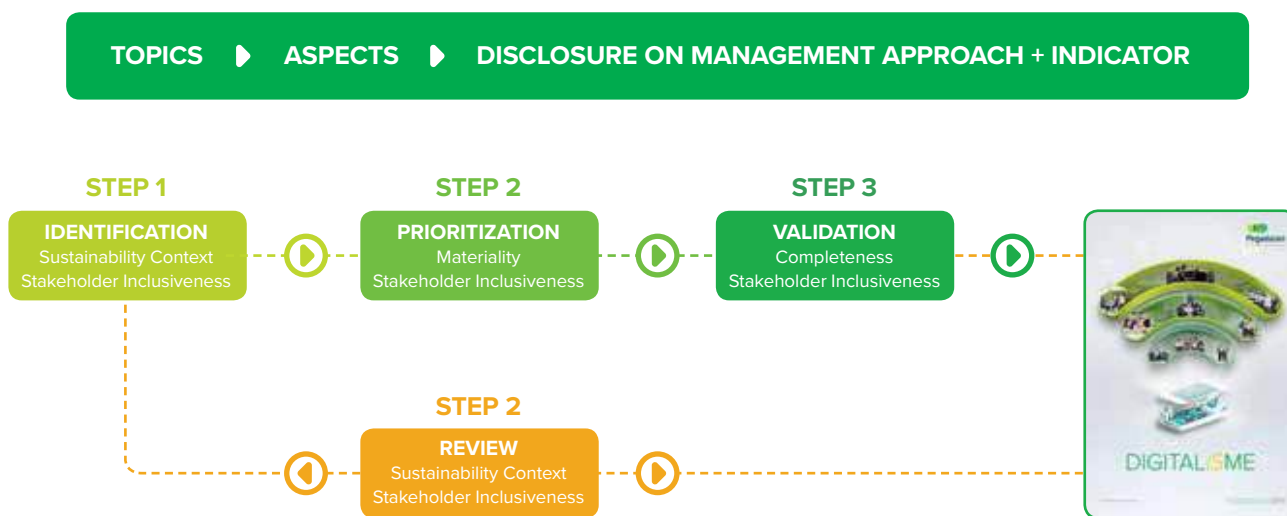 TOPICS ASPECTS DISCLOSURE ON MANAGEMENT APPROACH + INDICATOR
STEP 1
IDENTIFICATION
Sustainability Context
Stakeholder Inclusiveness
STEP 2
PRIORITIZATION
Materiality
Stakeholder Inclusiveness
STEP 3
VALIDATION
Completeness
Stakeholder Inclusiveness
STEP 2
REVIEW
Sustainability Context
Stakeholder Inclusiveness
Pegadaian
DIGITALiSME